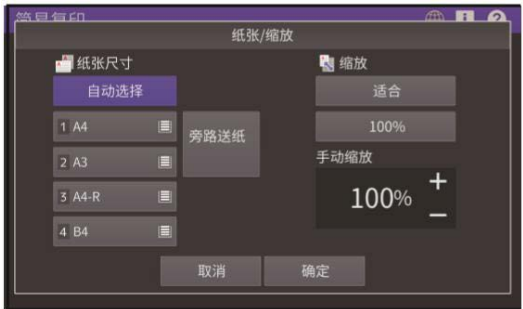 简易复印
纸张/缩放
纸张尺寸
自动选择
1 A4
2 A3
3 A4-R
4 B4
旁路送纸
缩放
适合
100%
手动缩放
100%
+
−
取消
确定